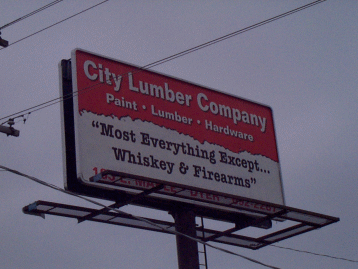 City Lumber Company
Paint · Lumber · Hardware
"Most Everything Except...
Whiskey & Firearms"